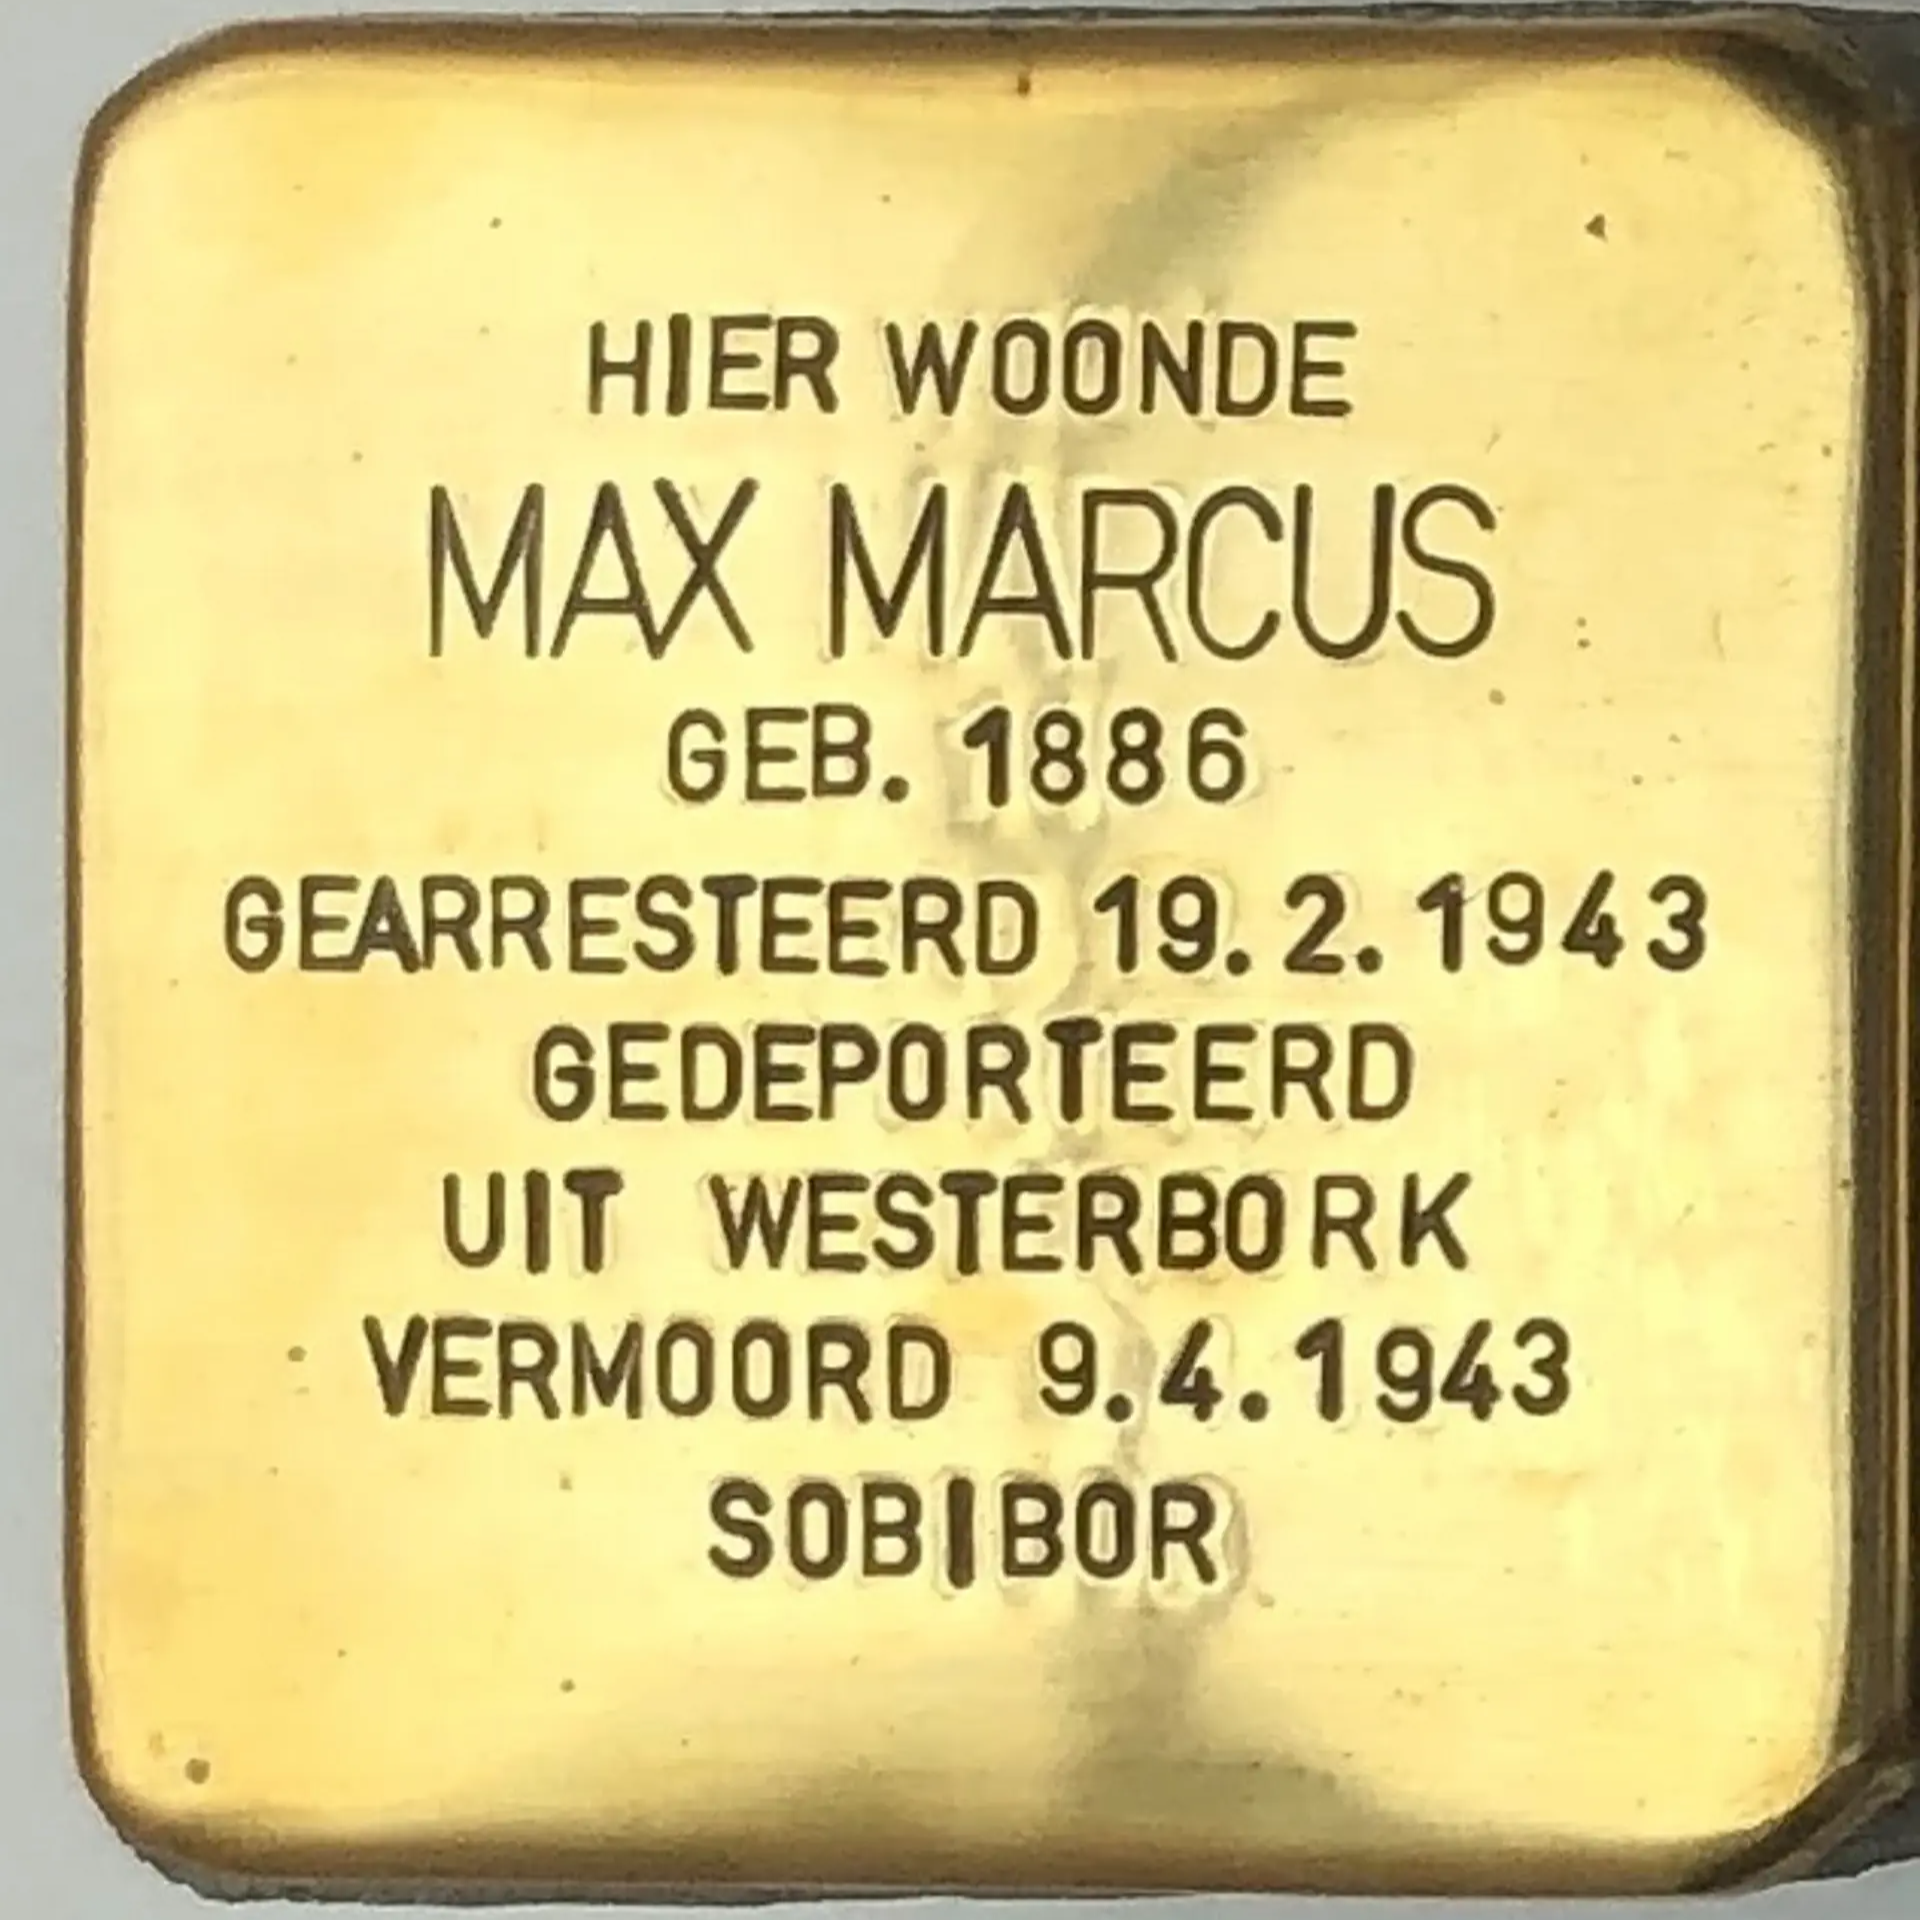 HIER WOONDE
MAX MARCUS
GEB. 1886
GEARRESTEERD 19.2.1943
GEDEPORTEERD
UIT WESTERBORK
VERMOORD 9.4.1943
SOBIBOR